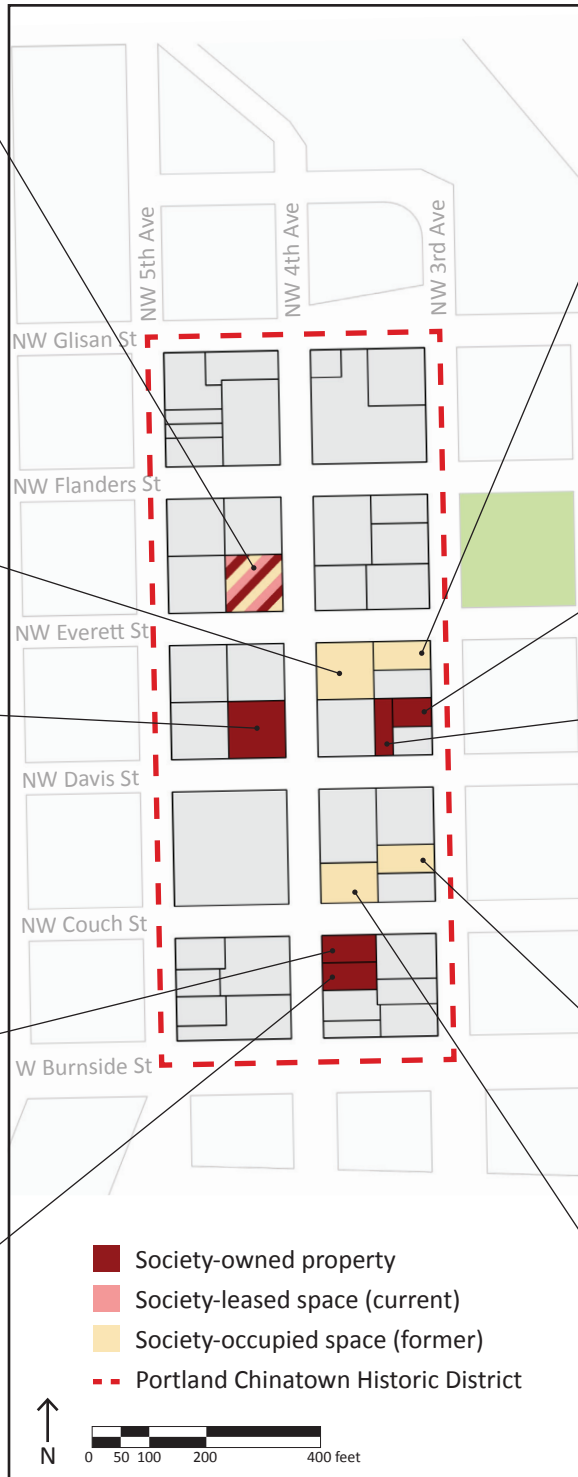 NW 5th Ave
NW 4th Ave
NW 3rd Ave
NW Glisan St
NW Flanders St
NW Everett St
NW Davis St
NW Couch St
W Burnside St
Society-owned property
Society-leased space (current)
Society-occupied space (former)
Portland Chinatown Historic District
N
0 50 100 200 400 feet